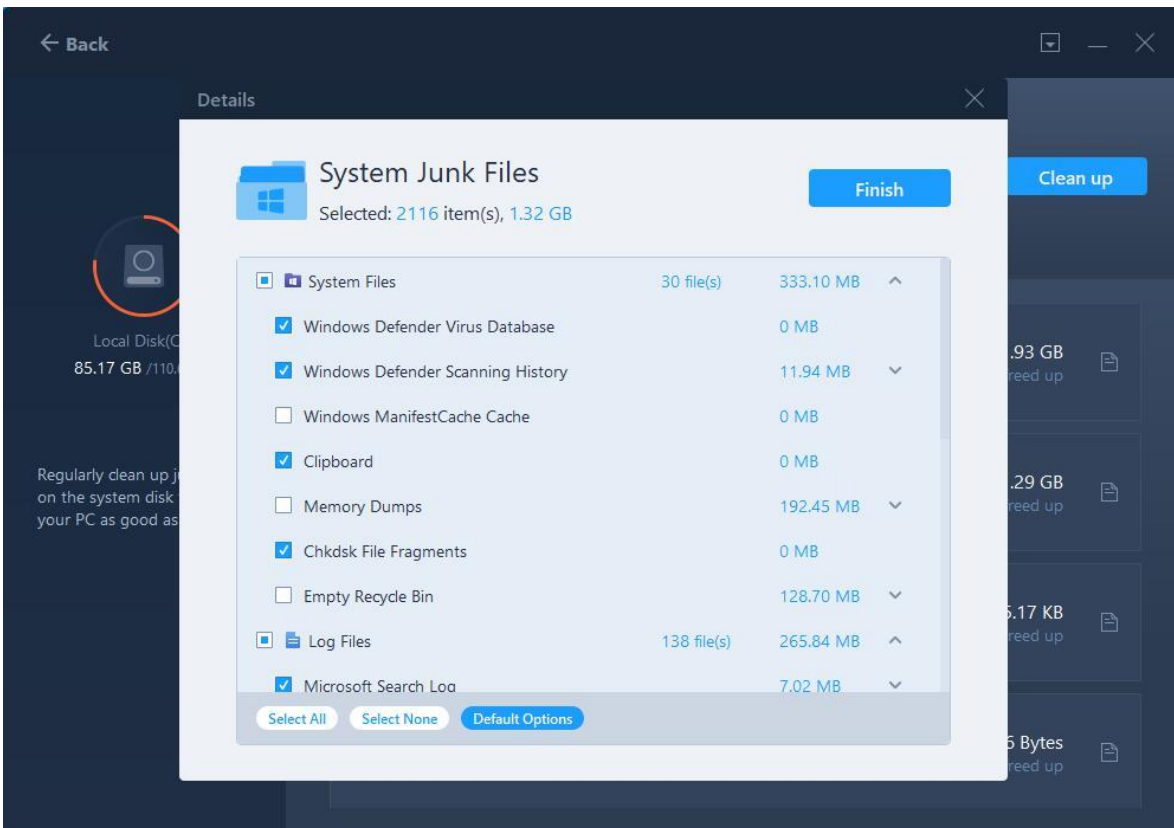 Back
Details
System Junk Files
Selected: 2116 item(s), 1.32 GB
Finish
Clean up
System Files 30 file(s) 333.10 MB
Windows Defender Virus Database 0 MB
Windows Defender Scanning History 11.94 MB
Windows ManifestCache Cache 0 MB
Clipboard 0 MB
Memory Dumps 192.45 MB
Chkdsk File Fragments 0 MB
Empty Recycle Bin 128.70 MB
Log Files 138 file(s) 265.84 MB
Microsoft Search Log 7.02 MB
Select All Select None Default Options
Local Disk(C
85.17 GB /110.
Regularly clean up
on the system disk
your PC as good as
.93 GB
reed up
.29 GB
reed up
.17 KB
reed up
6 Bytes
reed up